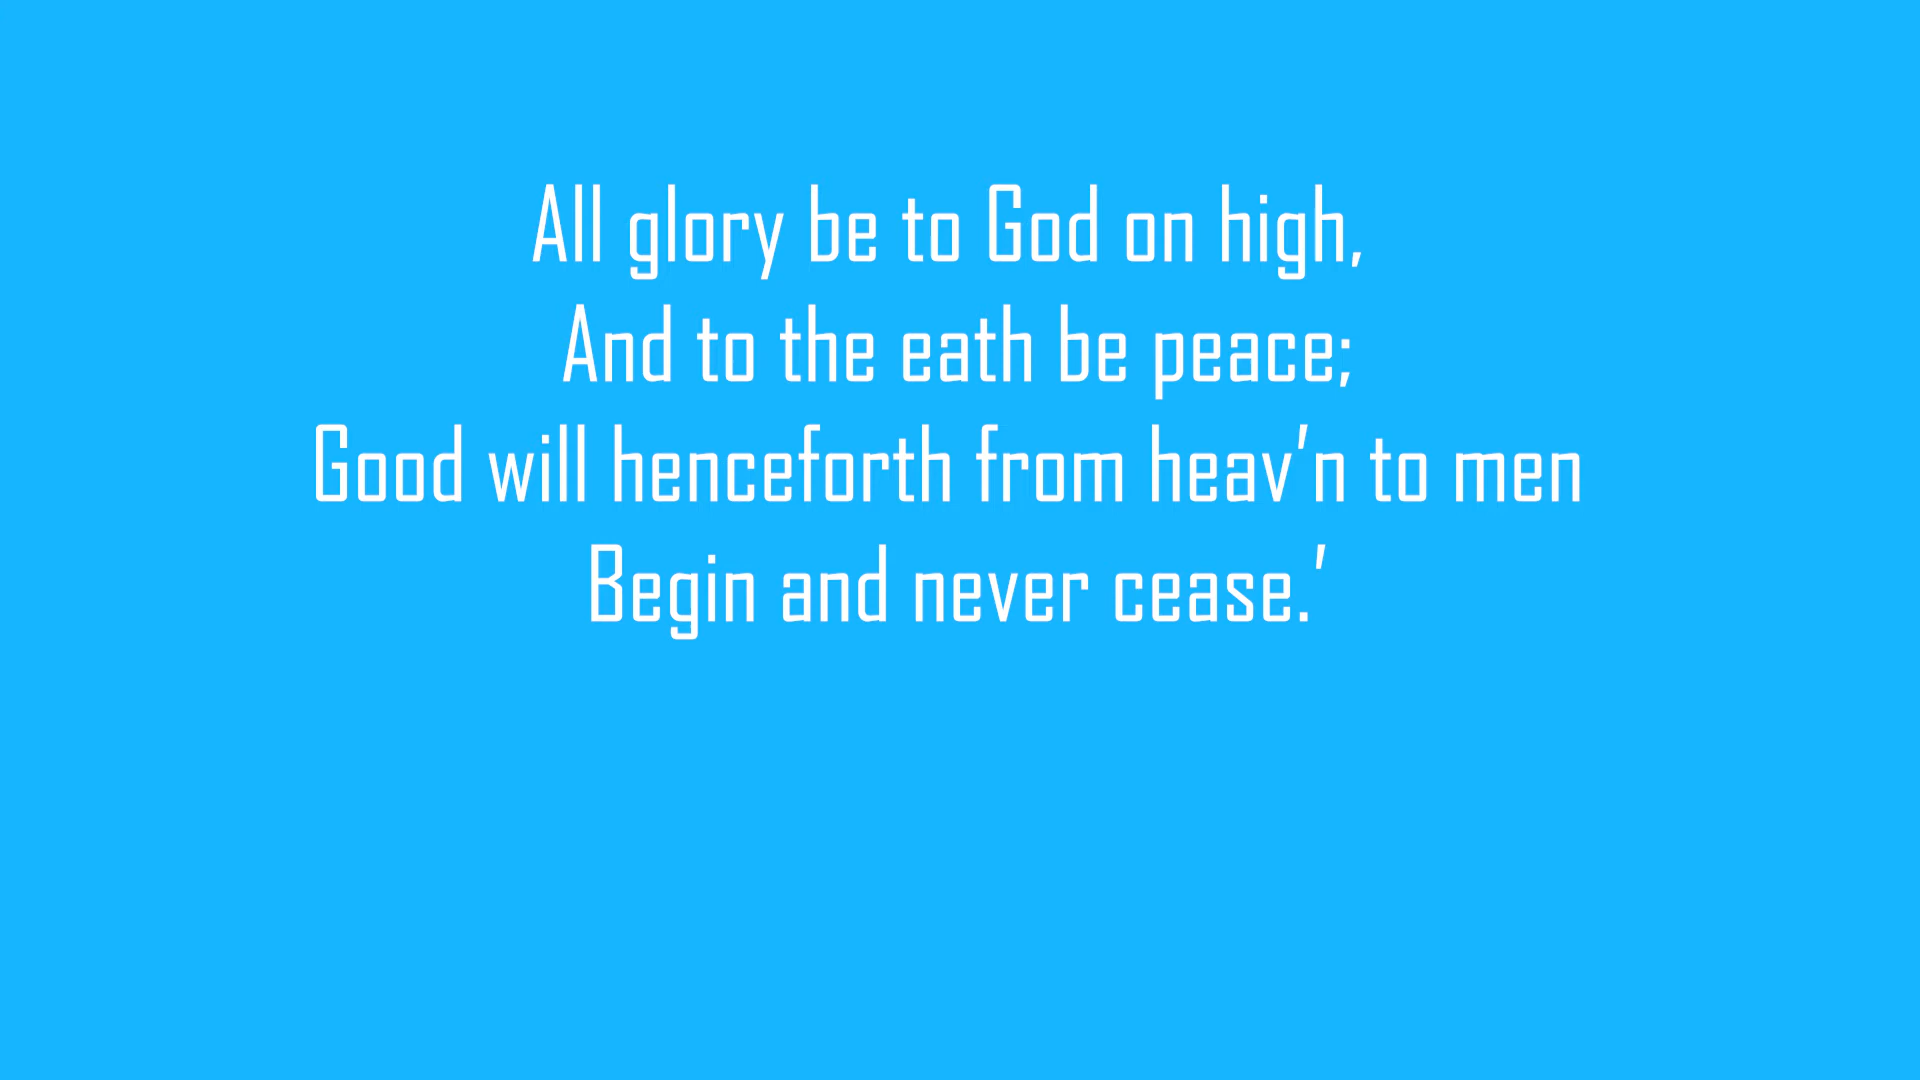 All glory be to God on high,
And to the eath be peace;
Good will henceforth from heav’n to men
Begin and never cease.’